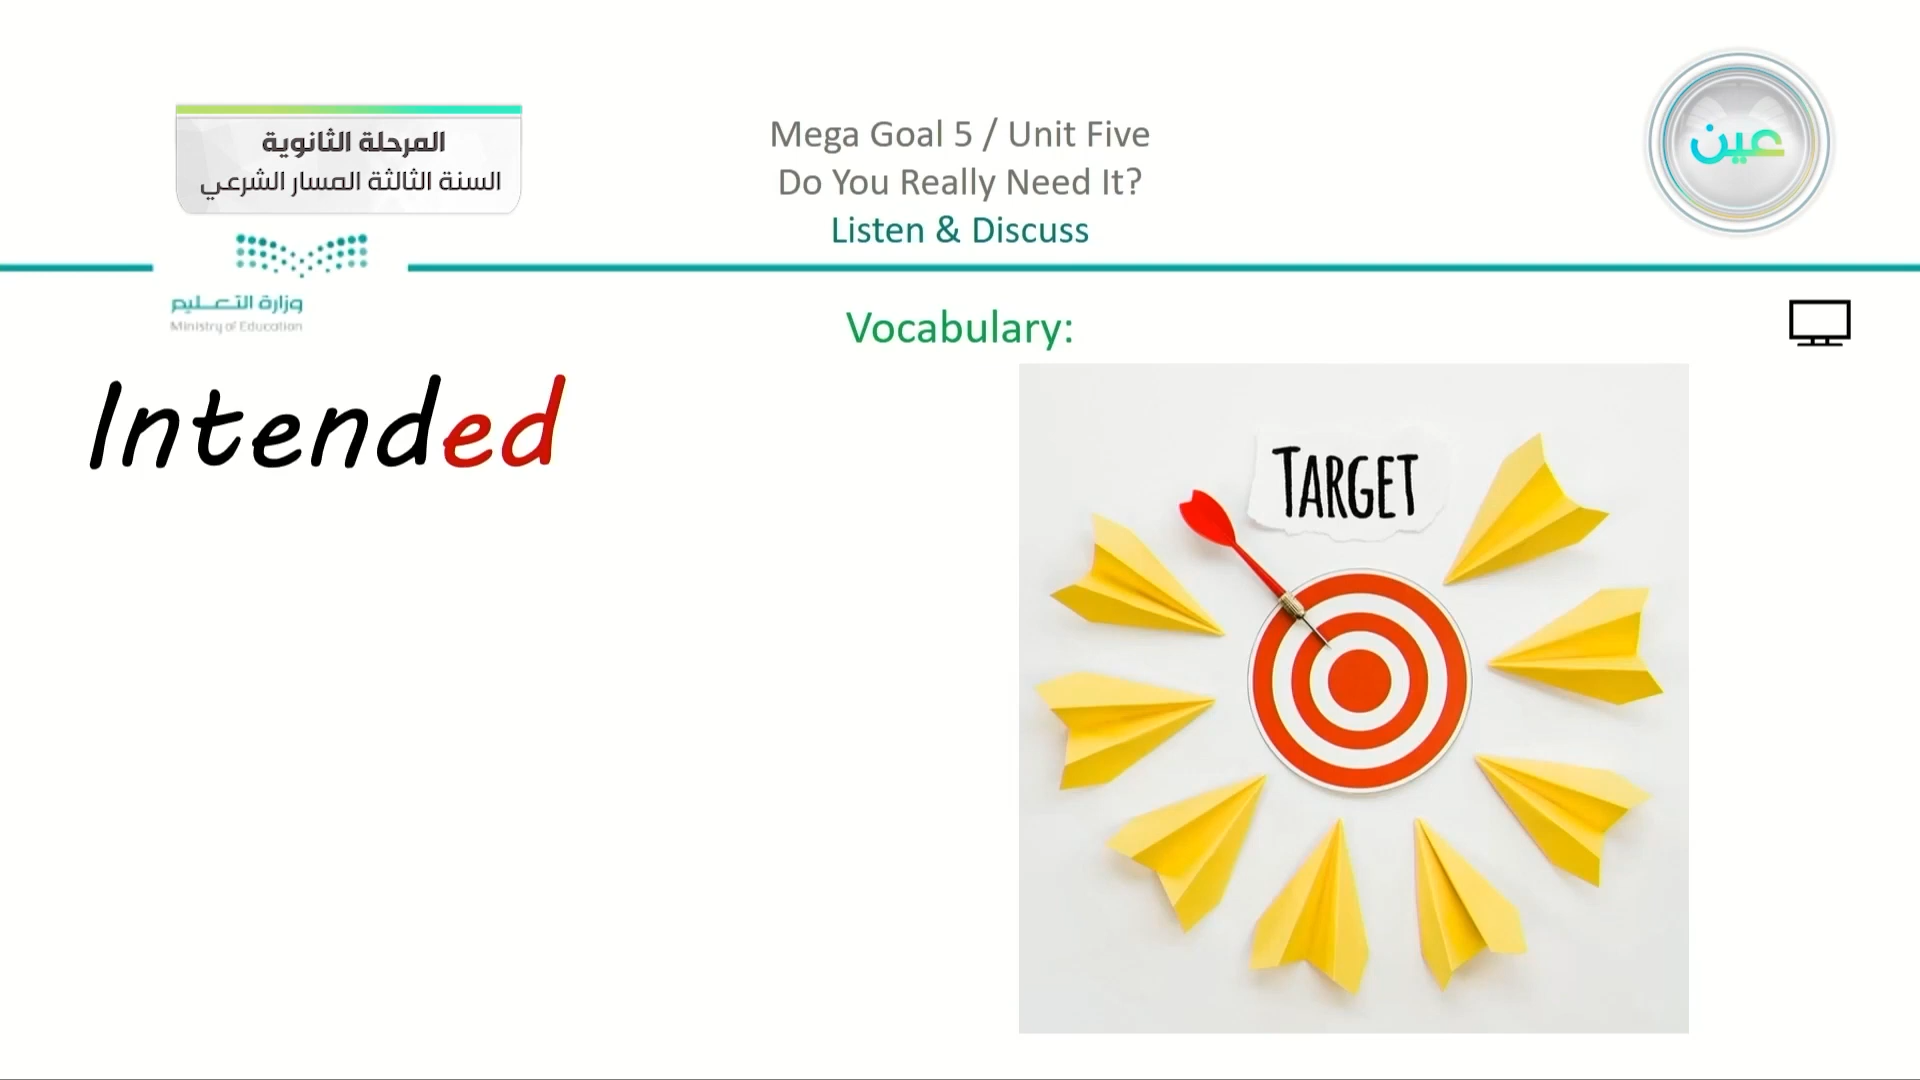 المرحلة الثانوية
السنة الثالثة المسار الشرعي
Mega Goal 5 / Unit Five
Do You Really Need It?
Listen & Discuss
عين
وزارة التعليم
Ministry of Education
Vocabulary:
Intended
TARGET